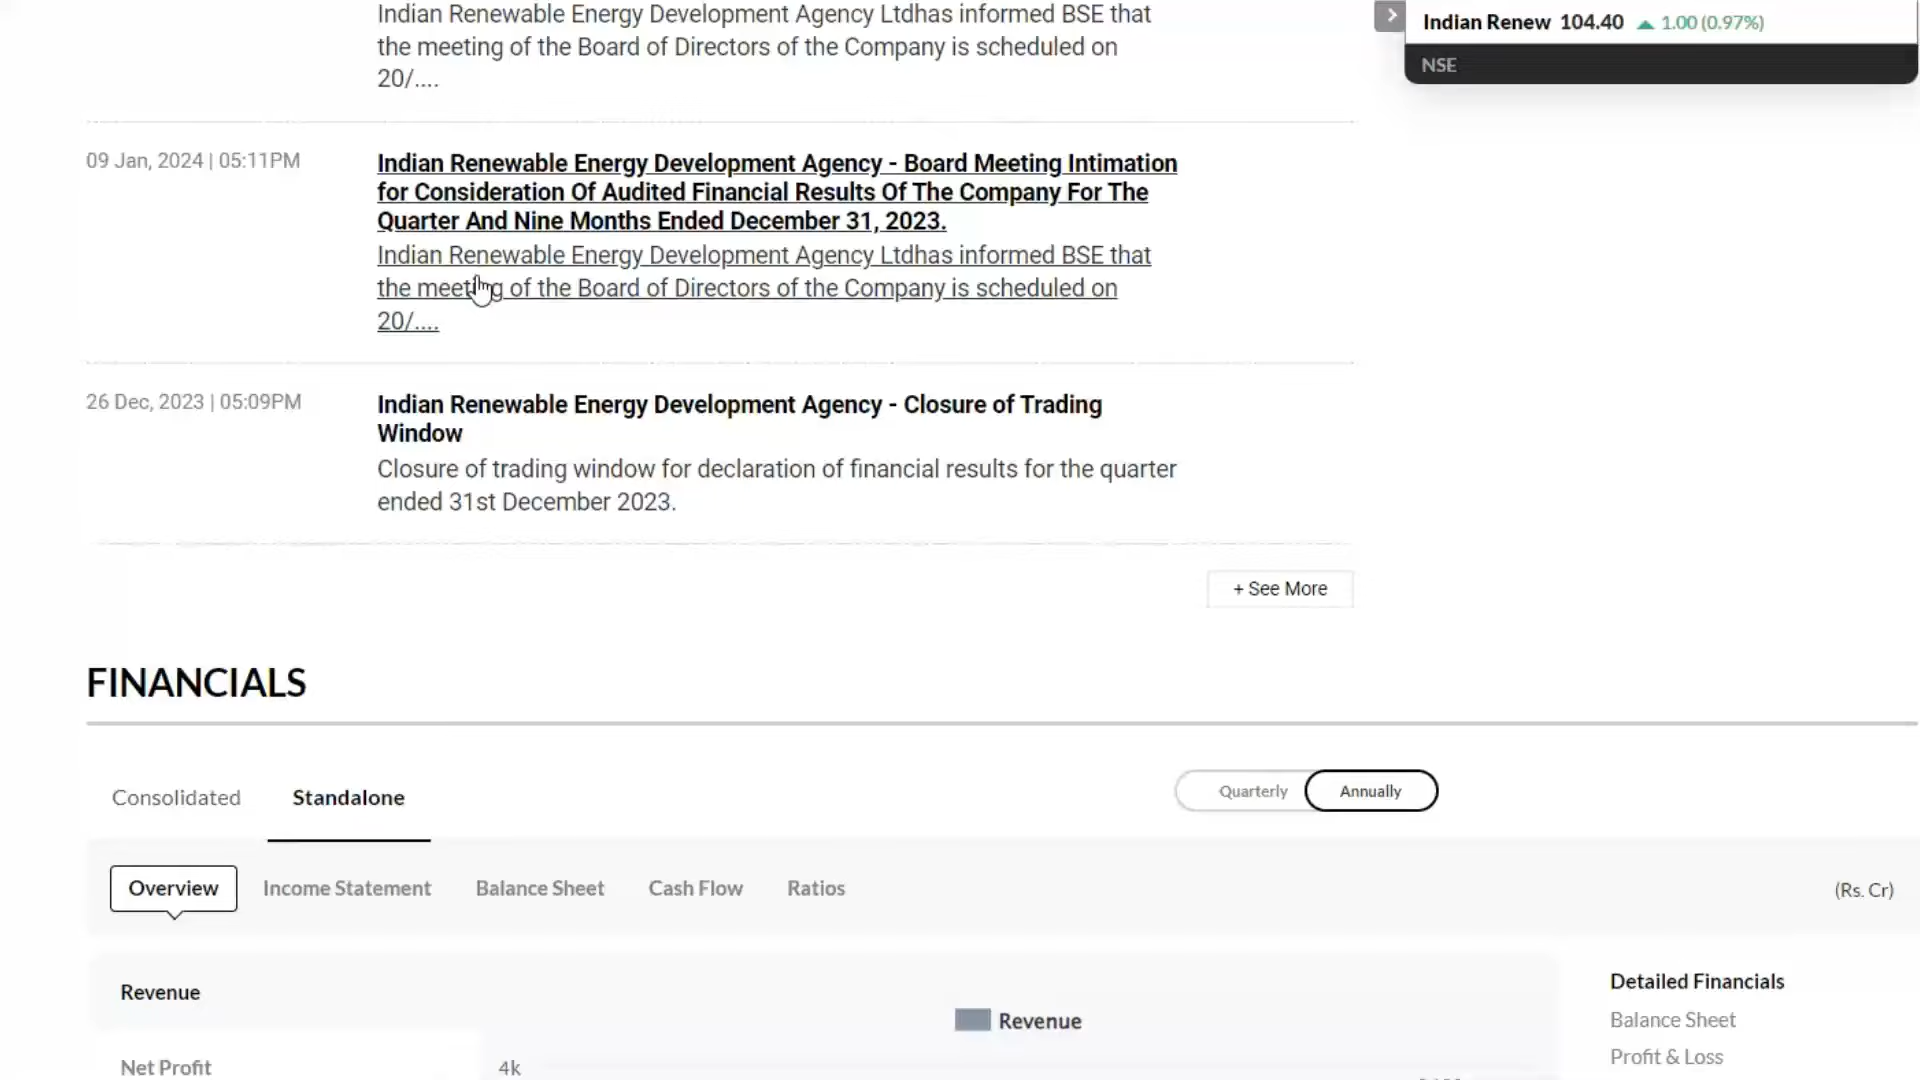 Indian Renewable Energy Development Agency Ltdhas informed BSE that
the meeting of the Board of Directors of the Company is scheduled on
20/....
Indian Renew 104.40 ▲ 1.00 (0.97%)
NSE
09 Jan, 2024 | 05:11PM
Indian Renewable Energy Development Agency - Board Meeting Intimation
for Consideration Of Audited Financial Results Of The Company For The
Quarter And Nine Months Ended December 31, 2023.
Indian Renewable Energy Development Agency Ltdhas informed BSE that
the meeting of the Board of Directors of the Company is scheduled on
20/....
26 Dec, 2023 | 05:09PM
Indian Renewable Energy Development Agency - Closure of Trading
Window
Closure of trading window for declaration of financial results for the quarter
ended 31st December 2023.
+ See More
FINANCIALS
Consolidated Standalone
Quarterly Annually
Overview Income Statement Balance Sheet Cash Flow Ratios
(Rs. Cr)
Revenue
Net Profit
Revenue
4k
Detailed Financials
Balance Sheet
Profit & Loss